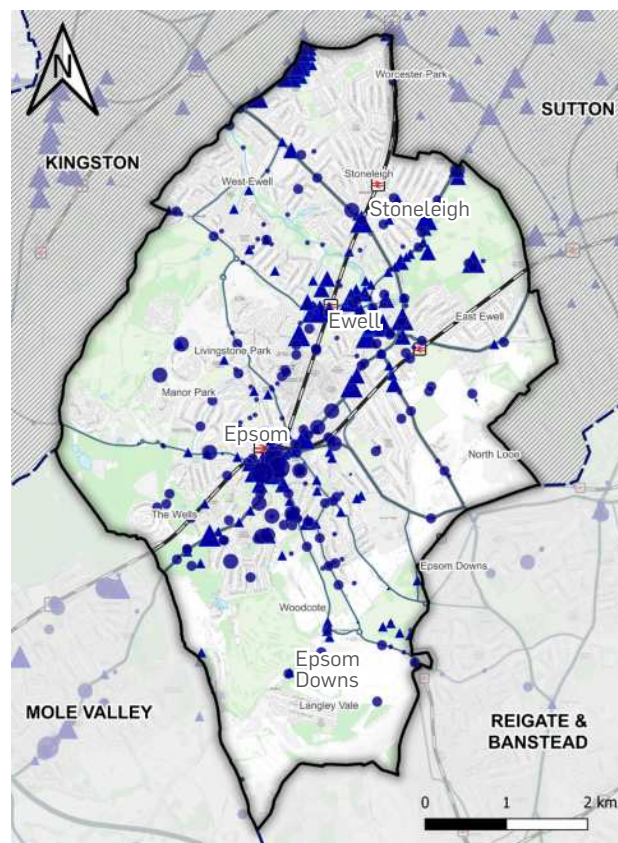 N
Worcester Park
SUTTON
KINGSTON
Stoneleigh
West Ewell
Stoneleigh
Ewell
East Ewell
Livingstone Park
Manor Park
Epsom
North Looe
The Wells
Epsom Downs
Woodcote
Epsom
Downs
Langley Vale
MOLE VALLEY
REIGATE &
BANSTEAD
0 1 2 km